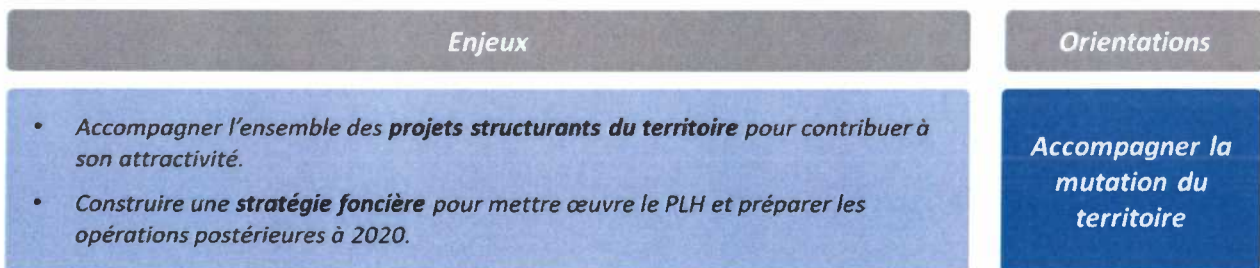 Enjeux
Orientations
• Accompagner l'ensemble des projets structurants du territoire pour contribuer à
son attractivité.
• Construire une stratégie foncière pour mettre œuvre le PLH et préparer les
opérations postérieures à 2020.
Accompagner la
mutation du
territoire